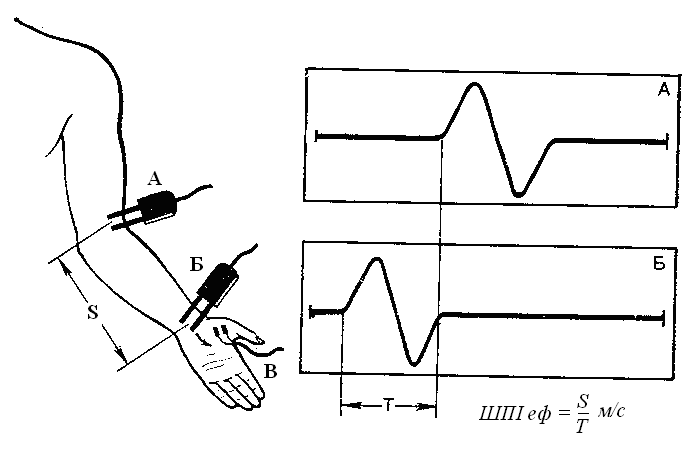 А
Б
S
В
А
Б
Т
ШПІ еф = S/T м/с